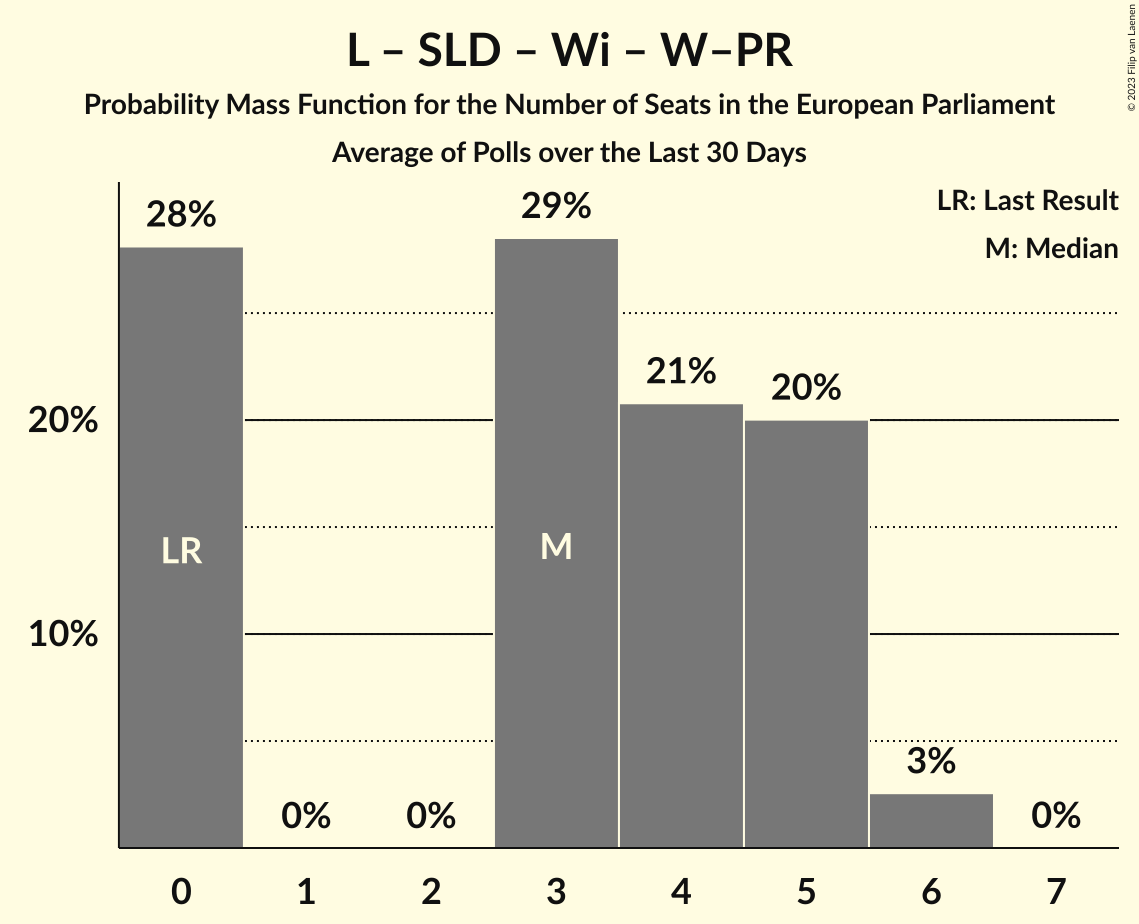 L – SLD – Wi – W–PR
Probability Mass Function for the Number of Seats in the European Parliament
Average of Polls over the Last 30 Days
© 2023 Filip van Laenen
LR: Last Result
M: Median
28%
29%
21%
20%
20%
LR
M
10%
3%
0%
0%
0%
0
1
2
3
4
5
6
7